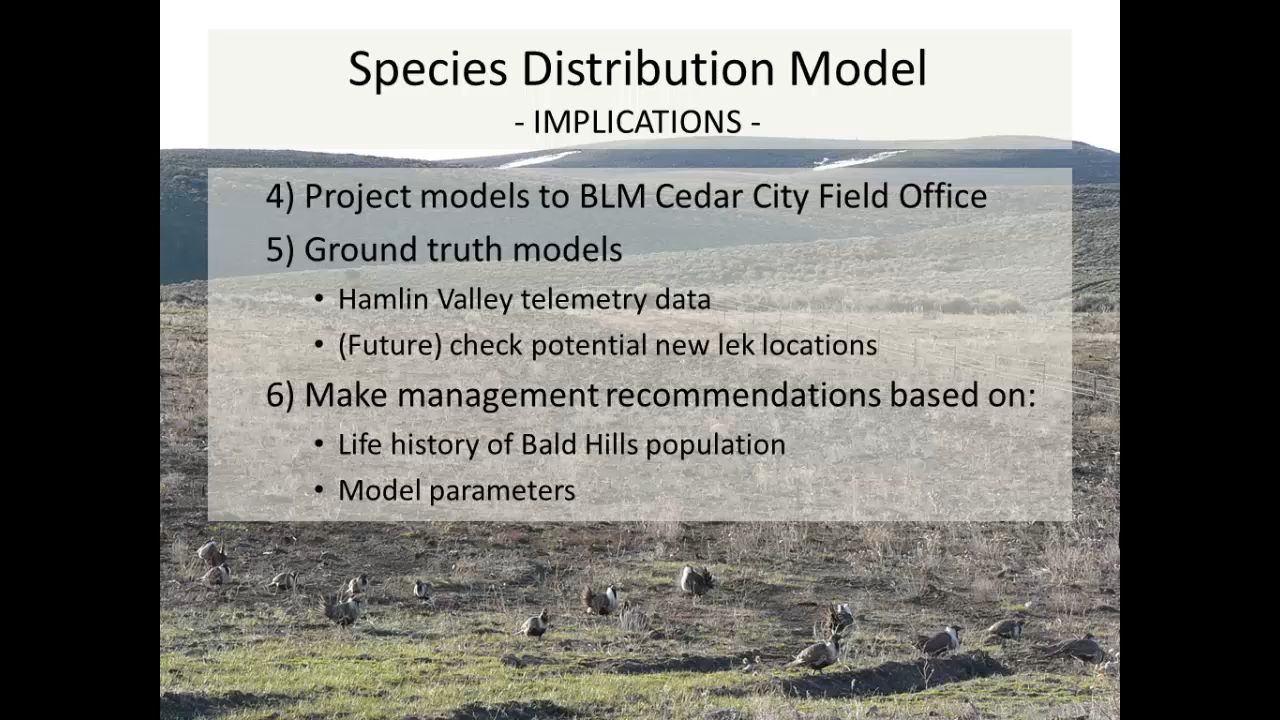 Species Distribution Model
- IMPLICATIONS -
4) Project models to BLM Cedar City Field Office
5) Ground truth models
• Hamlin Valley telemetry data
• (Future) check potential new lek locations
6) Make management recommendations based on:
• Life history of Bald Hills population
• Model parameters